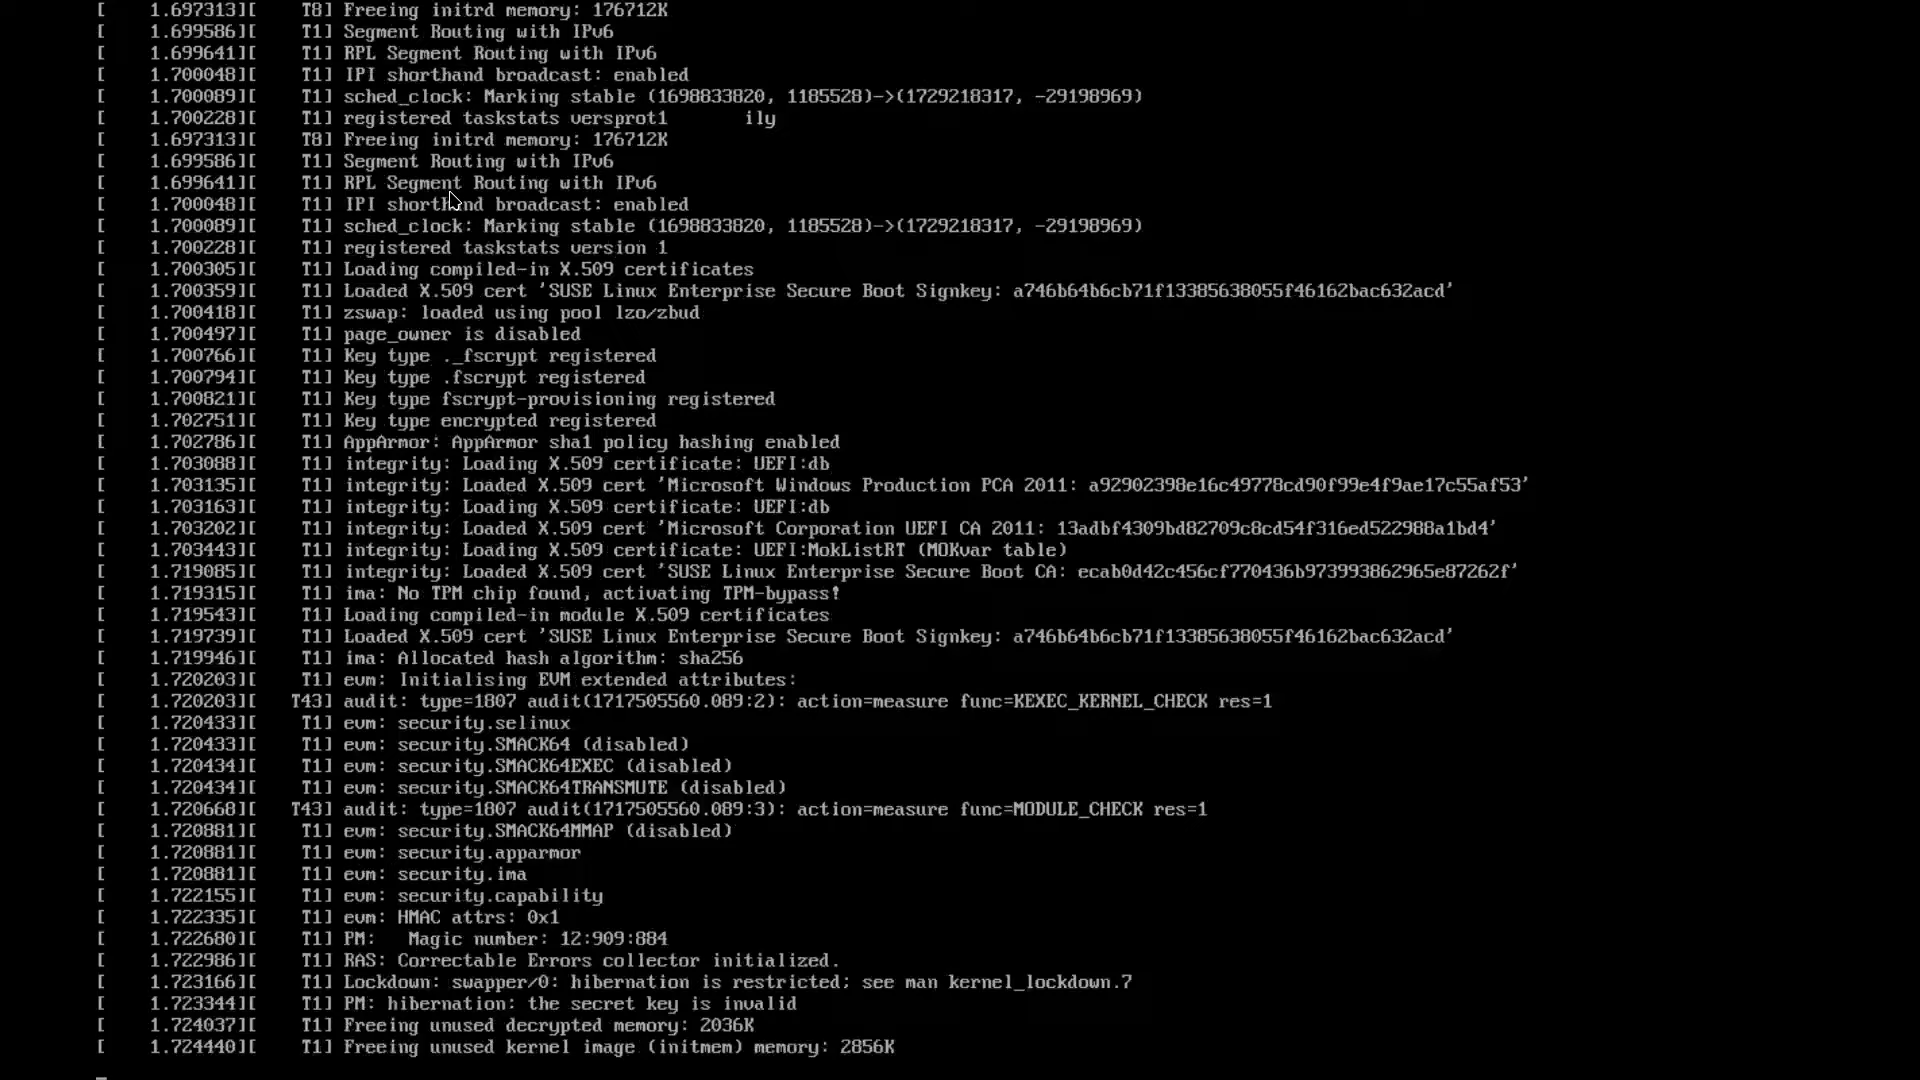 [    1.697313][    T8] Freeing initrd memory: 176712K
[    1.699586][    T1] Segment Routing with IPv6
[    1.699641][    T1] RPL Segment Routing with IPv6
[    1.700048][    T1] IPI shorthand broadcast: enabled
[    1.700089][    T1] sched_clock: Marking stable (1698833820, 1185528)->(1729218317, -29198969)
[    1.700228][    T1] registered taskstats versprot1       ily
[    1.697313][    T8] Freeing initrd memory: 176712K
[    1.699586][    T1] Segment Routing with IPv6
[    1.699641][    T1] RPL Segment Routing with IPv6
[    1.700048][    T1] IPI shorthand broadcast: enabled
[    1.700089][    T1] sched_clock: Marking stable (1698833820, 1185528)->(1729218317, -29198969)
[    1.700228][    T1] registered taskstats version 1
[    1.700305][    T1] Loading compiled-in X.509 certificates
[    1.700359][    T1] Loaded X.509 cert 'SUSE Linux Enterprise Secure Boot Signkey: a746b64b6cb71f13385638055f46162bac632acd'
[    1.700418][    T1] zswap: loaded using pool lzo/zbud
[    1.700497][    T1] page_owner is disabled
[    1.700766][    T1] Key type ._fscrypt registered
[    1.700794][    T1] Key type .fscrypt registered
[    1.700821][    T1] Key type fscrypt-provisioning registered
[    1.702751][    T1] Key type encrypted registered
[    1.702786][    T1] AppArmor: AppArmor sha1 policy hashing enabled
[    1.703088][    T1] integrity: Loading X.509 certificate: UEFI:db
[    1.703135][    T1] integrity: Loaded X.509 cert 'Microsoft Windows Production PCA 2011: a92902398e16c49778cd90f99e4f9ae17c55af53'
[    1.703163][    T1] integrity: Loading X.509 certificate: UEFI:db
[    1.703202][    T1] integrity: Loaded X.509 cert 'Microsoft Corporation UEFI CA 2011: 13adbf4309bd82709c8cd54f316ed522988a1bd4'
[    1.703443][    T1] integrity: Loading X.509 certificate: UEFI:MokListRT (MOKvar table)
[    1.719085][    T1] integrity: Loaded X.509 cert 'SUSE Linux Enterprise Secure Boot CA: ecab0d42c456cf770436b973993862965e87262f'
[    1.719315][    T1] ima: No TPM chip found, activating TPM-bypass!
[    1.719543][    T1] Loading compiled-in module X.509 certificates
[    1.719739][    T1] Loaded X.509 cert 'SUSE Linux Enterprise Secure Boot Signkey: a746b64b6cb71f13385638055f46162bac632acd'
[    1.719946][    T1] ima: Allocated hash algorithm: sha256
[    1.720203][    T1] evm: Initialising EVM extended attributes:
[    1.720203][   T43] audit: type=1807 audit(1717505560.089:2): action=measure func=KEXEC_KERNEL_CHECK res=1
[    1.720433][    T1] evm: security.selinux
[    1.720433][    T1] evm: security.SMACK64 (disabled)
[    1.720434][    T1] evm: security.SMACK64EXEC (disabled)
[    1.720434][    T1] evm: security.SMACK64TRANSMUTE (disabled)
[    1.720668][   T43] audit: type=1807 audit(1717505560.089:3): action=measure func=MODULE_CHECK res=1
[    1.720881][    T1] evm: security.SMACK64MMAP (disabled)
[    1.720881][    T1] evm: security.apparmor
[    1.720881][    T1] evm: security.ima
[    1.722155][    T1] evm: security.capability
[    1.722335][    T1] evm: HMAC attrs: 0x1
[    1.722680][    T1] PM:   Magic number: 12:909:884
[    1.722986][    T1] RAS: Correctable Errors collector initialized.
[    1.723166][    T1] Lockdown: swapper/0: hibernation is restricted; see man kernel_lockdown.7
[    1.723344][    T1] PM: hibernation: the secret key is invalid
[    1.724037][    T1] Freeing unused decrypted memory: 2036K
[    1.724440][    T1] Freeing unused kernel image (initmem) memory: 2856K